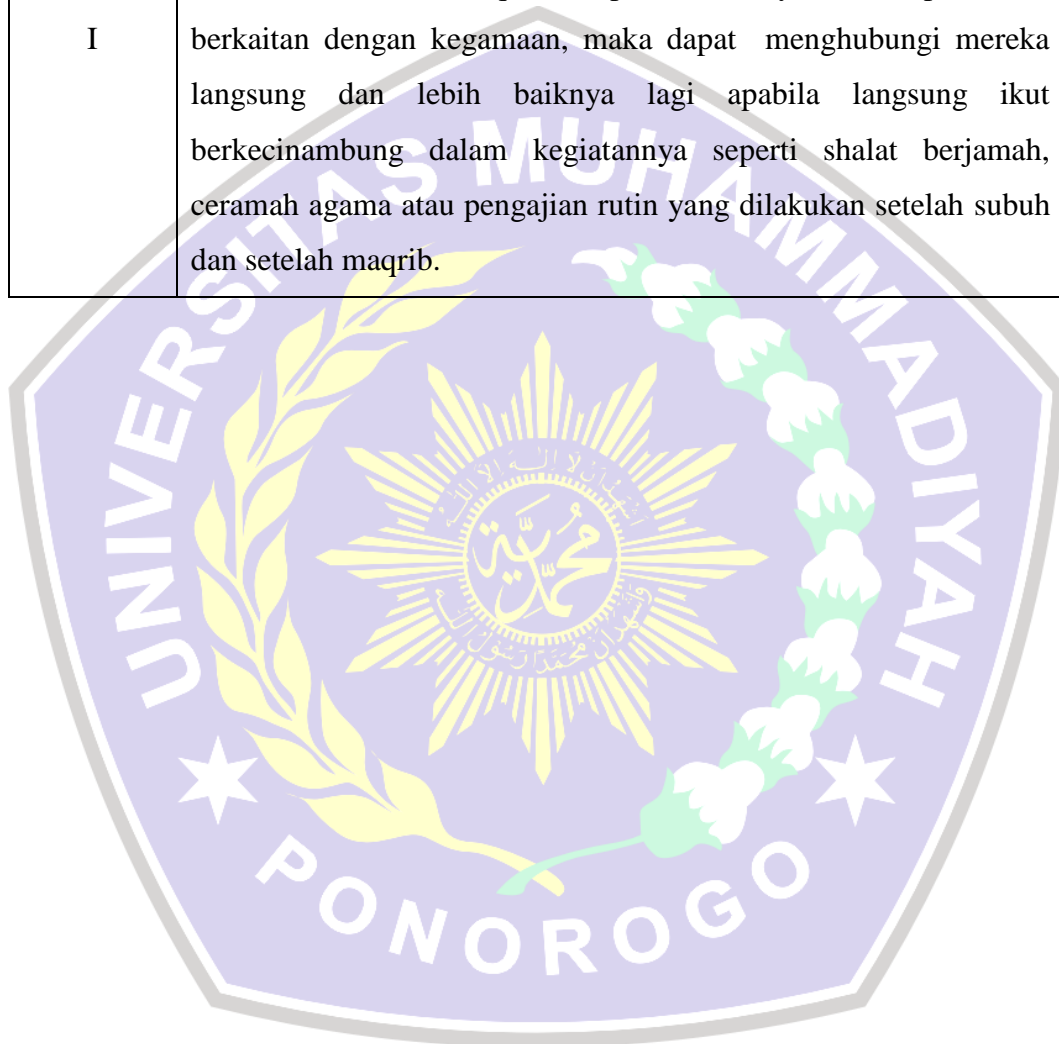 I
berkaitan dengan kegamaan, maka dapat menghubungi mereka
langsung dan lebih baiknya lagi apabila langsung ikut
berkecinambung dalam kegiatannya seperti shalat berjamah,
ceramah agama atau pengajian rutin yang dilakukan setelah subuh
dan setelah maqrib.
UNIVERSITAS MUHAMMADIYAH
PONOROGO
محمدية